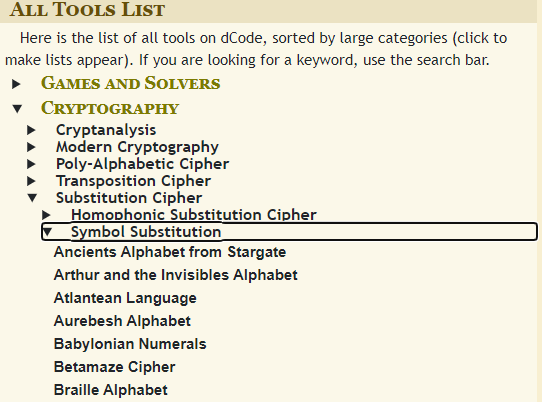 ALL TOOLS LIST
Here is the list of all tools on dCode, sorted by large categories (click to
make lists appear). If you are looking for a keyword, use the search bar.
► GAMES AND SOLVERS
▼ CRYPTOGRAPHY
► Cryptanalysis
► Modern Cryptography
► Poly-Alphabetic Cipher
► Transposition Cipher
▼ Substitution Cipher
► Homophonic Substitution Cipher
▼ Symbol Substitution
Ancients Alphabet from Stargate
Arthur and the Invisibles Alphabet
Atlantean Language
Aurebesh Alphabet
Babylonian Numerals
Betamaze Cipher
Braille Alphabet